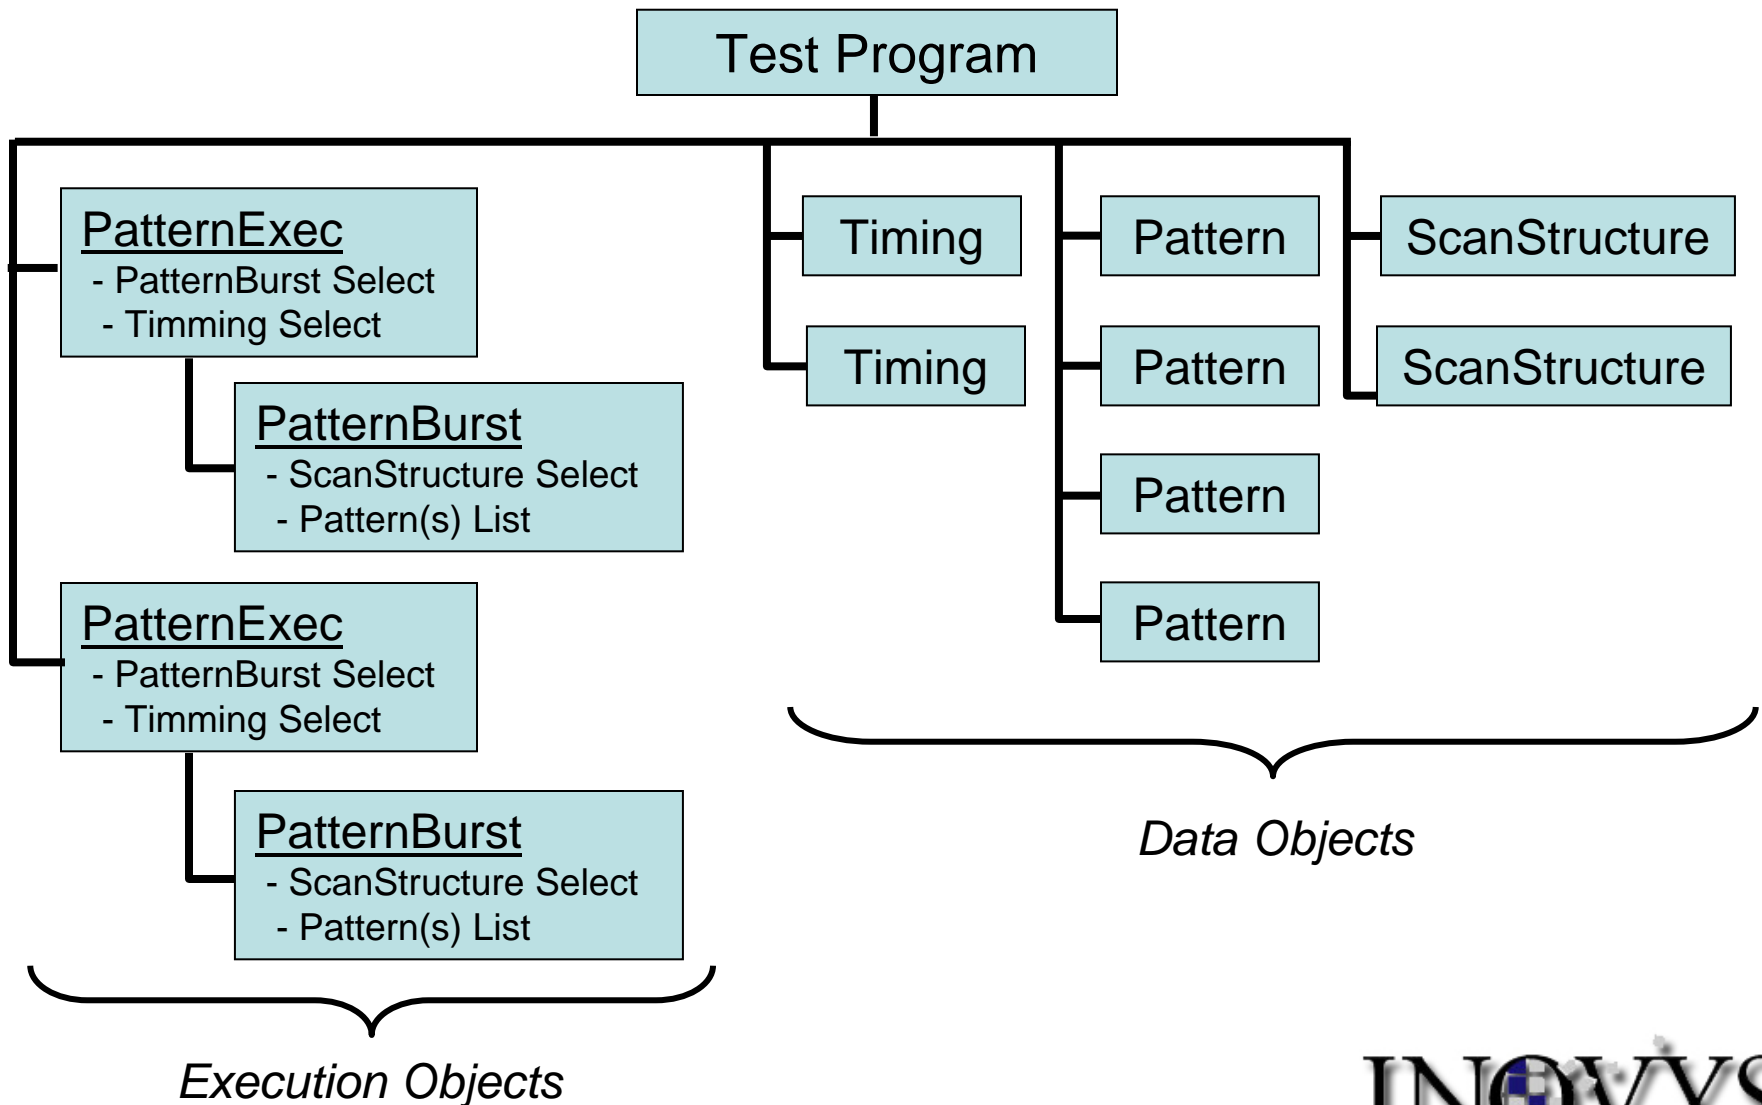 Test Program
PatternExec
- PatternBurst Select
- Timming Select
PatternBurst
- ScanStructure Select
- Pattern(s) List
PatternExec
- PatternBurst Select
- Timming Select
PatternBurst
- ScanStructure Select
- Pattern(s) List
Execution Objects
Timing
Timing
Pattern
Pattern
Pattern
Pattern
ScanStructure
ScanStructure
Data Objects
INOVYS